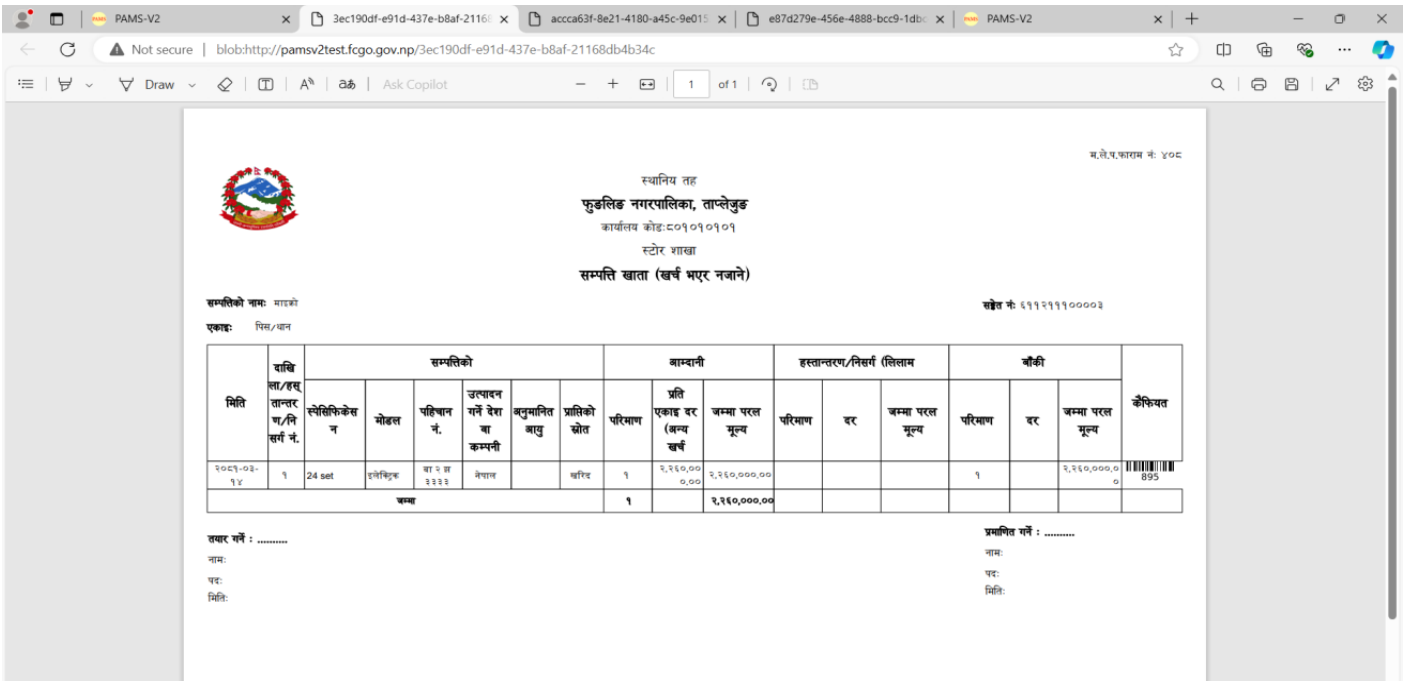 PAMS-V2
3ec190df-e91d-437e-b8af-2116
accca63f-8e21-4180-a45c-9e015
e87d279e-456e-4888-bcc9-1dbc
PAMS-V2
Not secure
blob:http://pamsv2test.fcgo.gov.np/3ec190df-e91d-437e-b8af-21168db4b34c
Draw
Ask Copilot
1 of 1
म.ले.प.फाराम नंः ४०८
स्थानिय तह
फुङलिङ नगरपालिका, ताप्लेजुङ
कार्यालय कोडः८०१०१०१०१
स्टोर शाखा
सम्पत्ति खाता (खर्च भएर नजाने)
सम्पत्तिको नामः माइक्रो
सङ्केत नंः ६११२१११००००३
एकाइः पिस/थान
मिति
दाखिला/हस्तान्तरण/निसर्ग नं.
सम्पत्तिको
आम्दानी
हस्तान्तरण/निसर्ग (लिलाम
बाँकी
कैफियत
स्पेसिफिकेसन
मोडल
पहिचान नं.
उत्पादन गर्ने देश बा कम्पनी
अनुमानित आयु
प्राप्तिको स्रोत
परिमाण
प्रति एकाइ दर (अन्य खर्च
जम्मा परल मूल्य
परिमाण
दर
जम्मा परल मूल्य
परिमाण
दर
जम्मा परल मूल्य
२०८१-०३-१४
१
24 set
इलेक्ट्रिक
बा २ झ ३३३३
नेपाल
खरिद
१
२,२६०,०००.००
२,२६०,०००.००
१
२,२६०,०००.००
895
जम्मा
१
२,२६०,०००.००
तयार गर्ने : ..........
नामः
पदः
मितिः
प्रमाणित गर्ने : ..........
नामः
पदः
मितिः